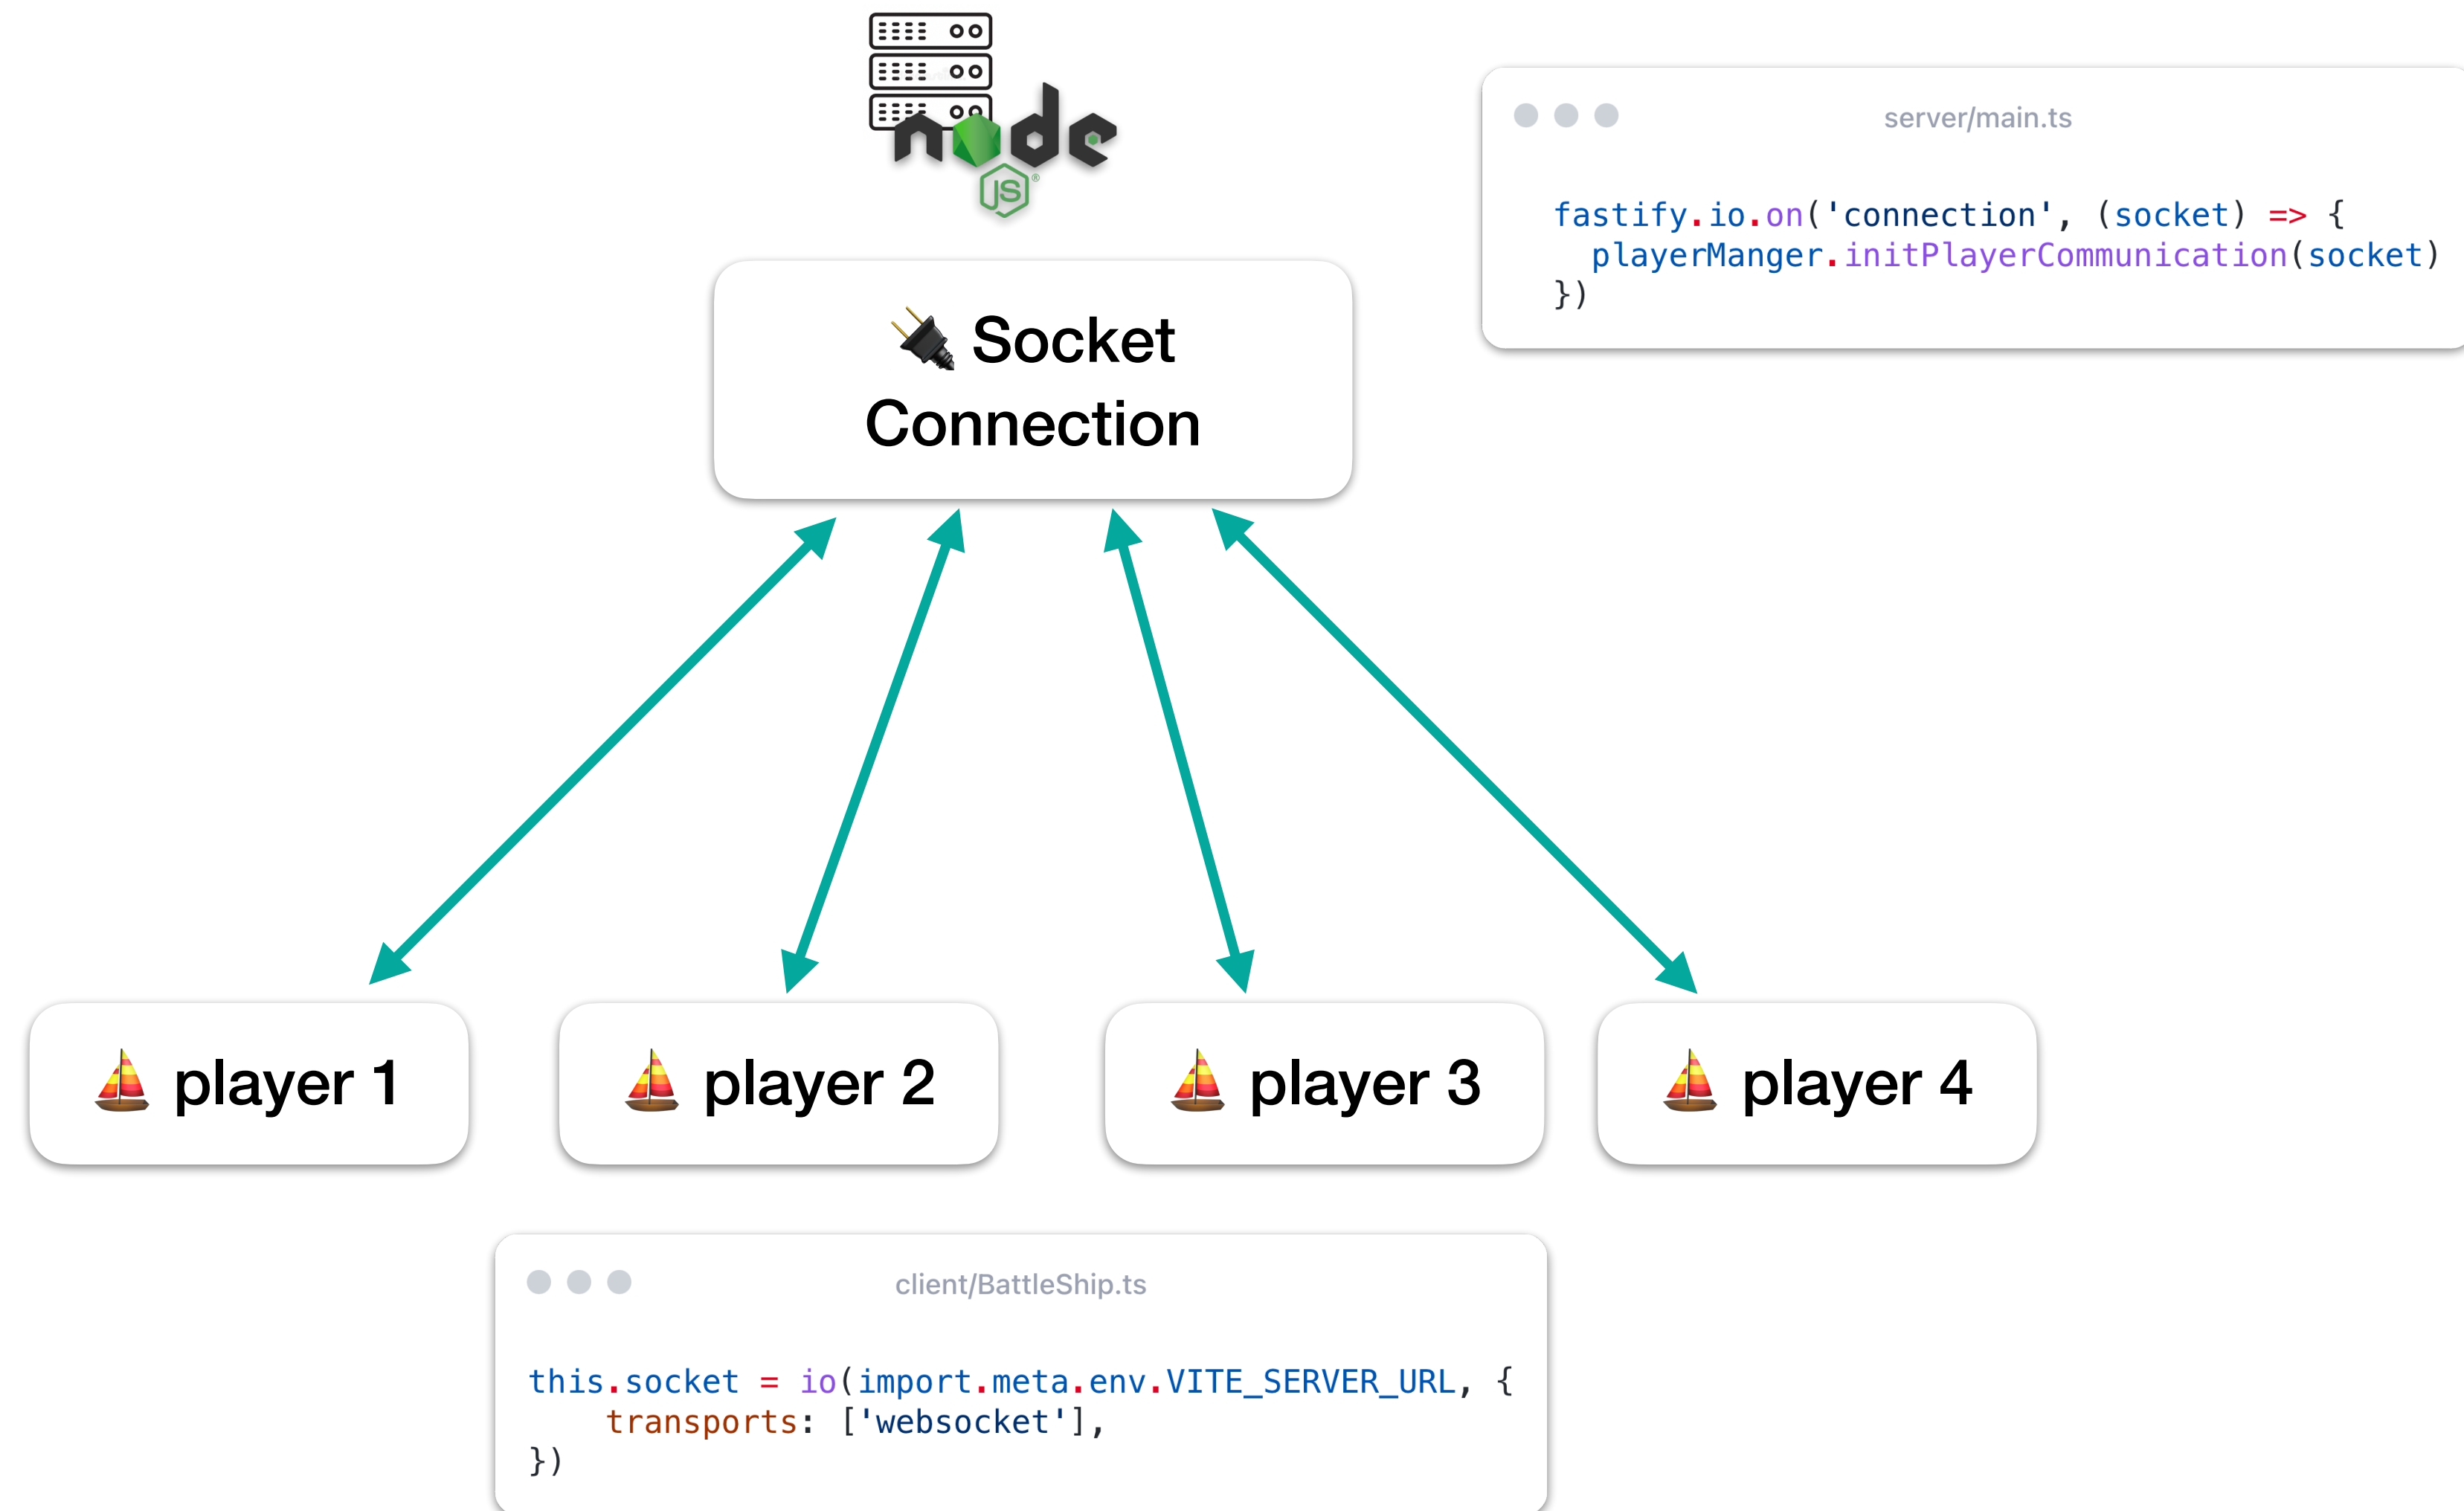 node
JS®
server/main.ts
fastify.io.on('connection', (socket) => {
  playerManger.initPlayerCommunication(socket)
})
🔌 Socket
Connection
⛵ player 1
⛵ player 2
⛵ player 3
⛵ player 4
client/BattleShip.ts
this.socket = io(import.meta.env.VITE_SERVER_URL, {
    transports: ['websocket'],
})